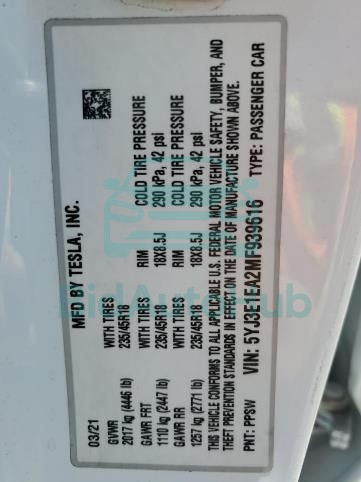 MFD BY TESLA, INC.
03/21
GVWR
2017 kg (4446 lb)
WITH TIRES
235/45R18
RIM
18X8.5J
COLD TIRE PRESSURE
290 kPa, 42 psi
GAWR FRT
1110 kg (2447 lb)
WITH TIRES
235/45R18
RIM
18X8.5J
COLD TIRE PRESSURE
290 kPa, 42 psi
GAWR RR
1257 kg (2771 lb)
THIS VEHICLE CONFORMS TO ALL APPLICABLE U.S. FEDERAL MOTOR VEHICLE SAFETY, BUMPER, AND
THEFT PREVENTION STANDARDS IN EFFECT ON THE DATE OF MANUFACTURE SHOWN ABOVE.
VIN: 5YJ3E1EA2MF939616 TYPE: PASSENGER CAR
PNT: PPSW
BidAutoHub